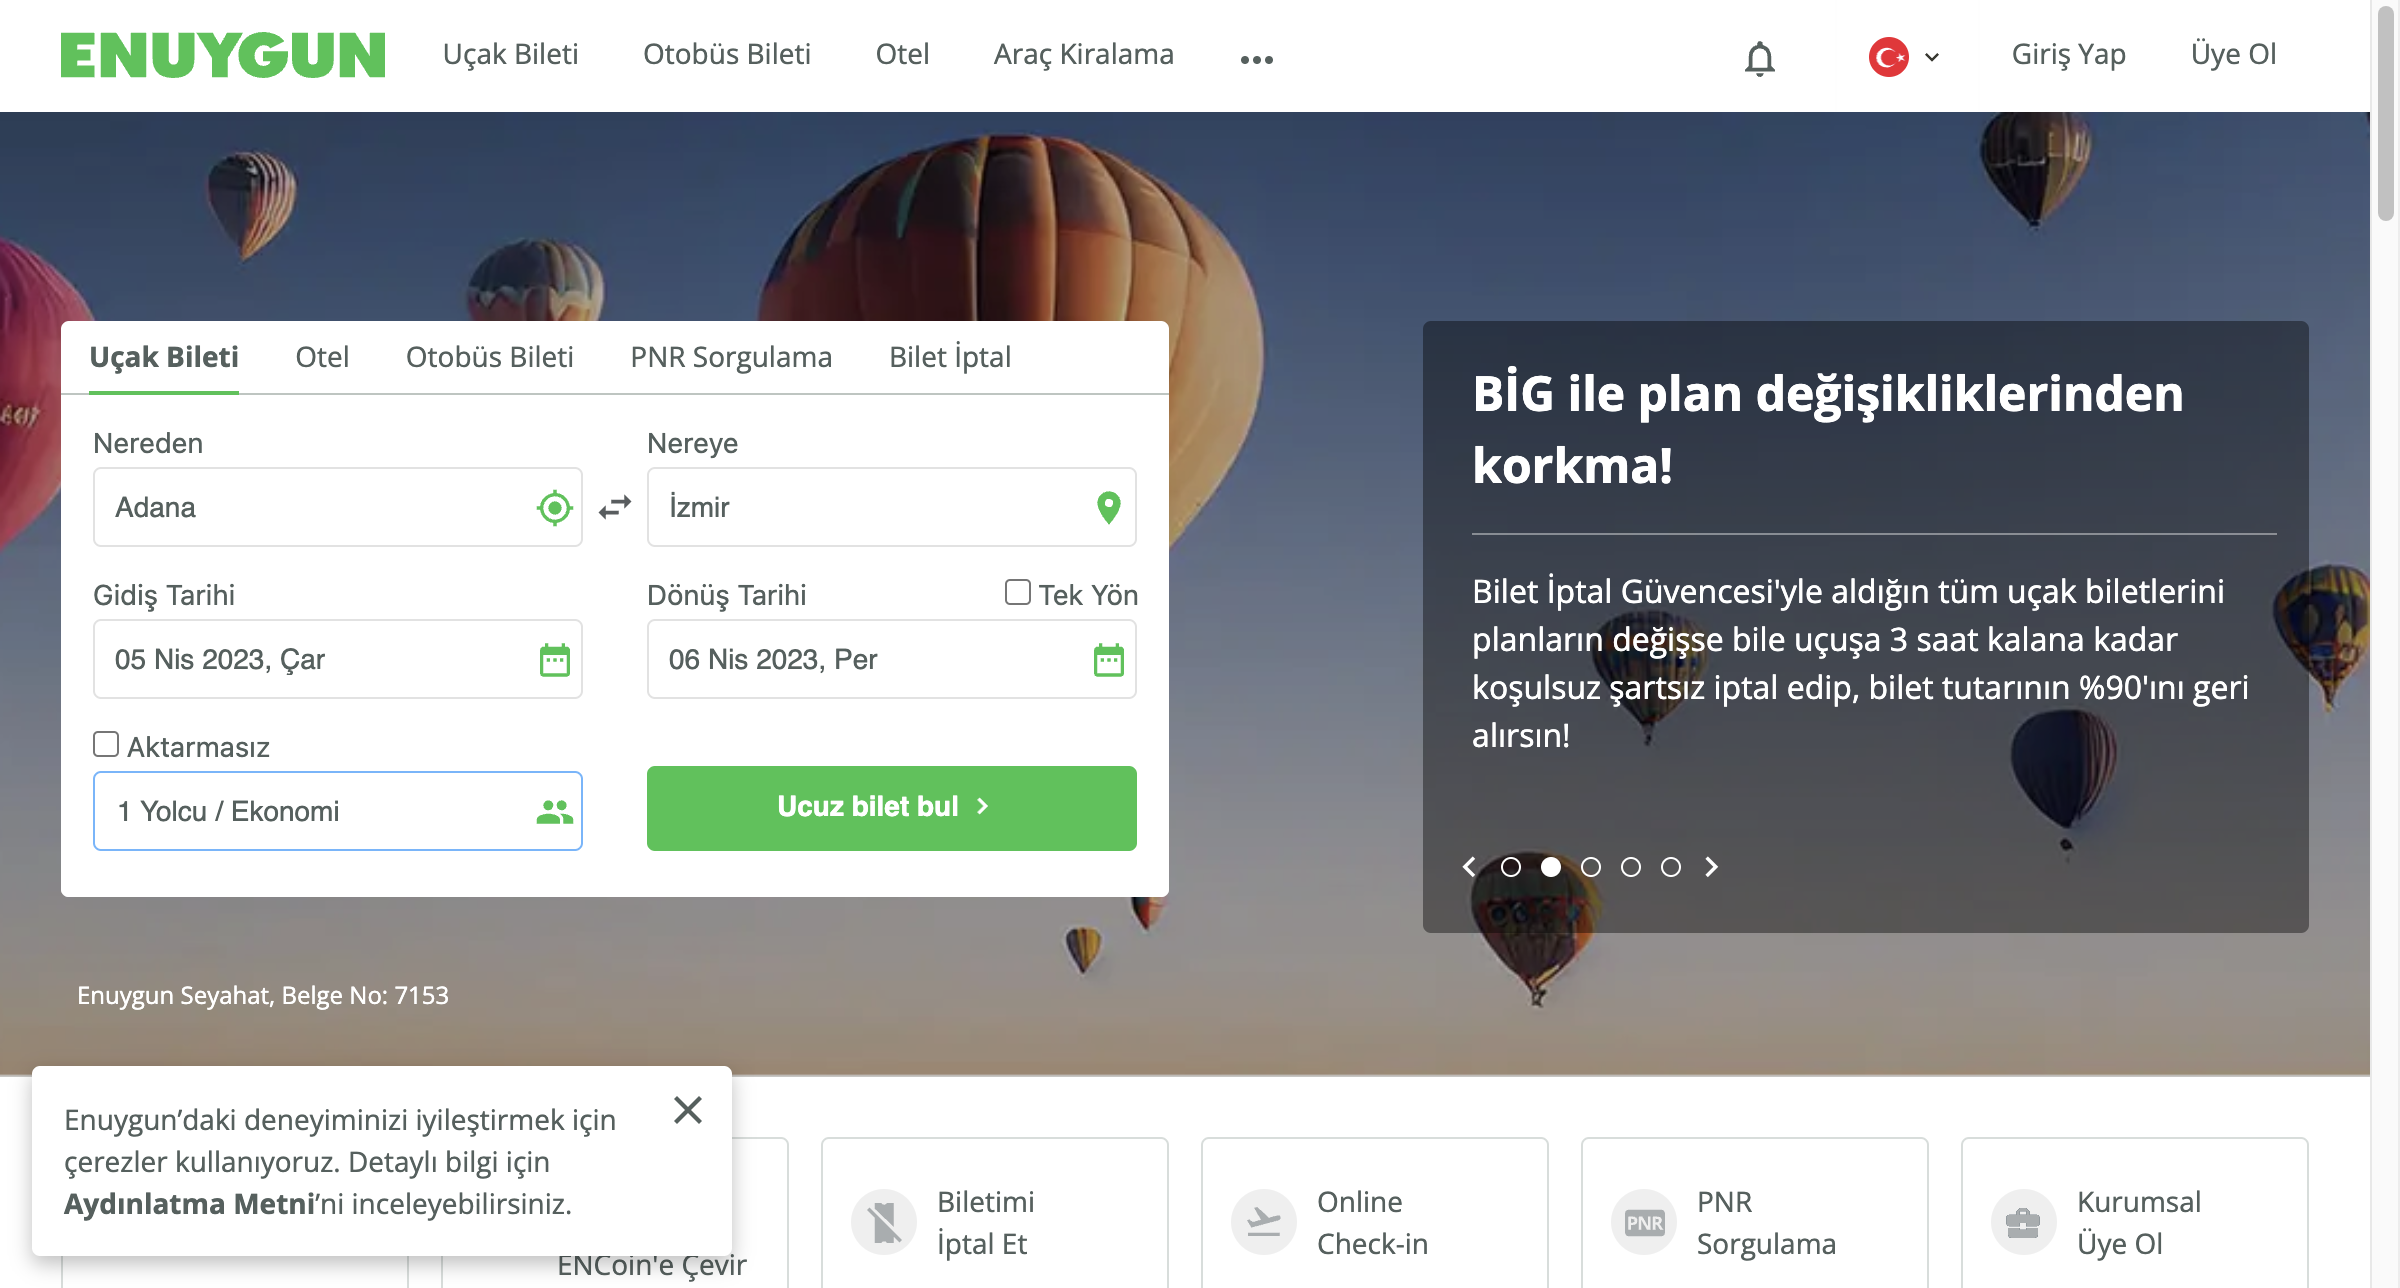 ENUYGUN
Uçak Bileti
Otobüs Bileti
Otel
Araç Kiralama
Giriş Yap
Üye Ol
Uçak Bileti
Otel
Otobüs Bileti
PNR Sorgulama
Bilet İptal
Nereden
Nereye
Adana
İzmir
Gidiş Tarihi
Dönüş Tarihi
Tek Yön
05 Nis 2023, Çar
06 Nis 2023, Per
Aktarmasız
1 Yolcu / Ekonomi
Ucuz bilet bul
BİG ile plan değişikliklerinden
korkma!
Bilet İptal Güvencesi'yle aldığın tüm uçak biletlerini
planların değişse bile uçuşa 3 saat kalana kadar
koşulsuz şartsız iptal edip, bilet tutarının %90'ını geri
alırsın!
Enuygun Seyahat, Belge No: 7153
Enuygun’daki deneyiminizi iyileştirmek için
çerezler kullanıyoruz. Detaylı bilgi için
Aydınlatma Metni’ni inceleyebilirsiniz.
ENCoin'e Çevir
Biletimi
İptal Et
Online
Check-in
PNR
PNR
Sorgulama
Kurumsal
Üye Ol